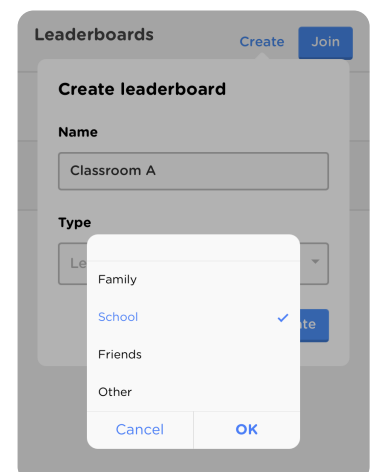 Leaderboards
Create
Join
Create leaderboard
Name
Classroom A
Type
Family
School
Friends
Other
Cancel
OK